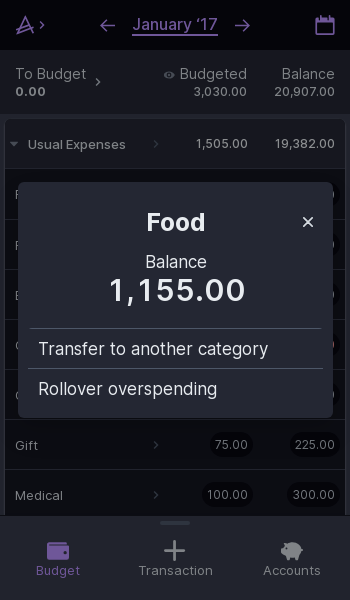 January ‘17
To Budget
0.00
Budgeted
3,030.00
Balance
20,907.00
Usual Expenses 1,505.00 19,382.00
Food
Balance
1,155.00
Transfer to another category
Rollover overspending
Gift 75.00 225.00
Medical 100.00 300.00
Budget
Transaction
Accounts